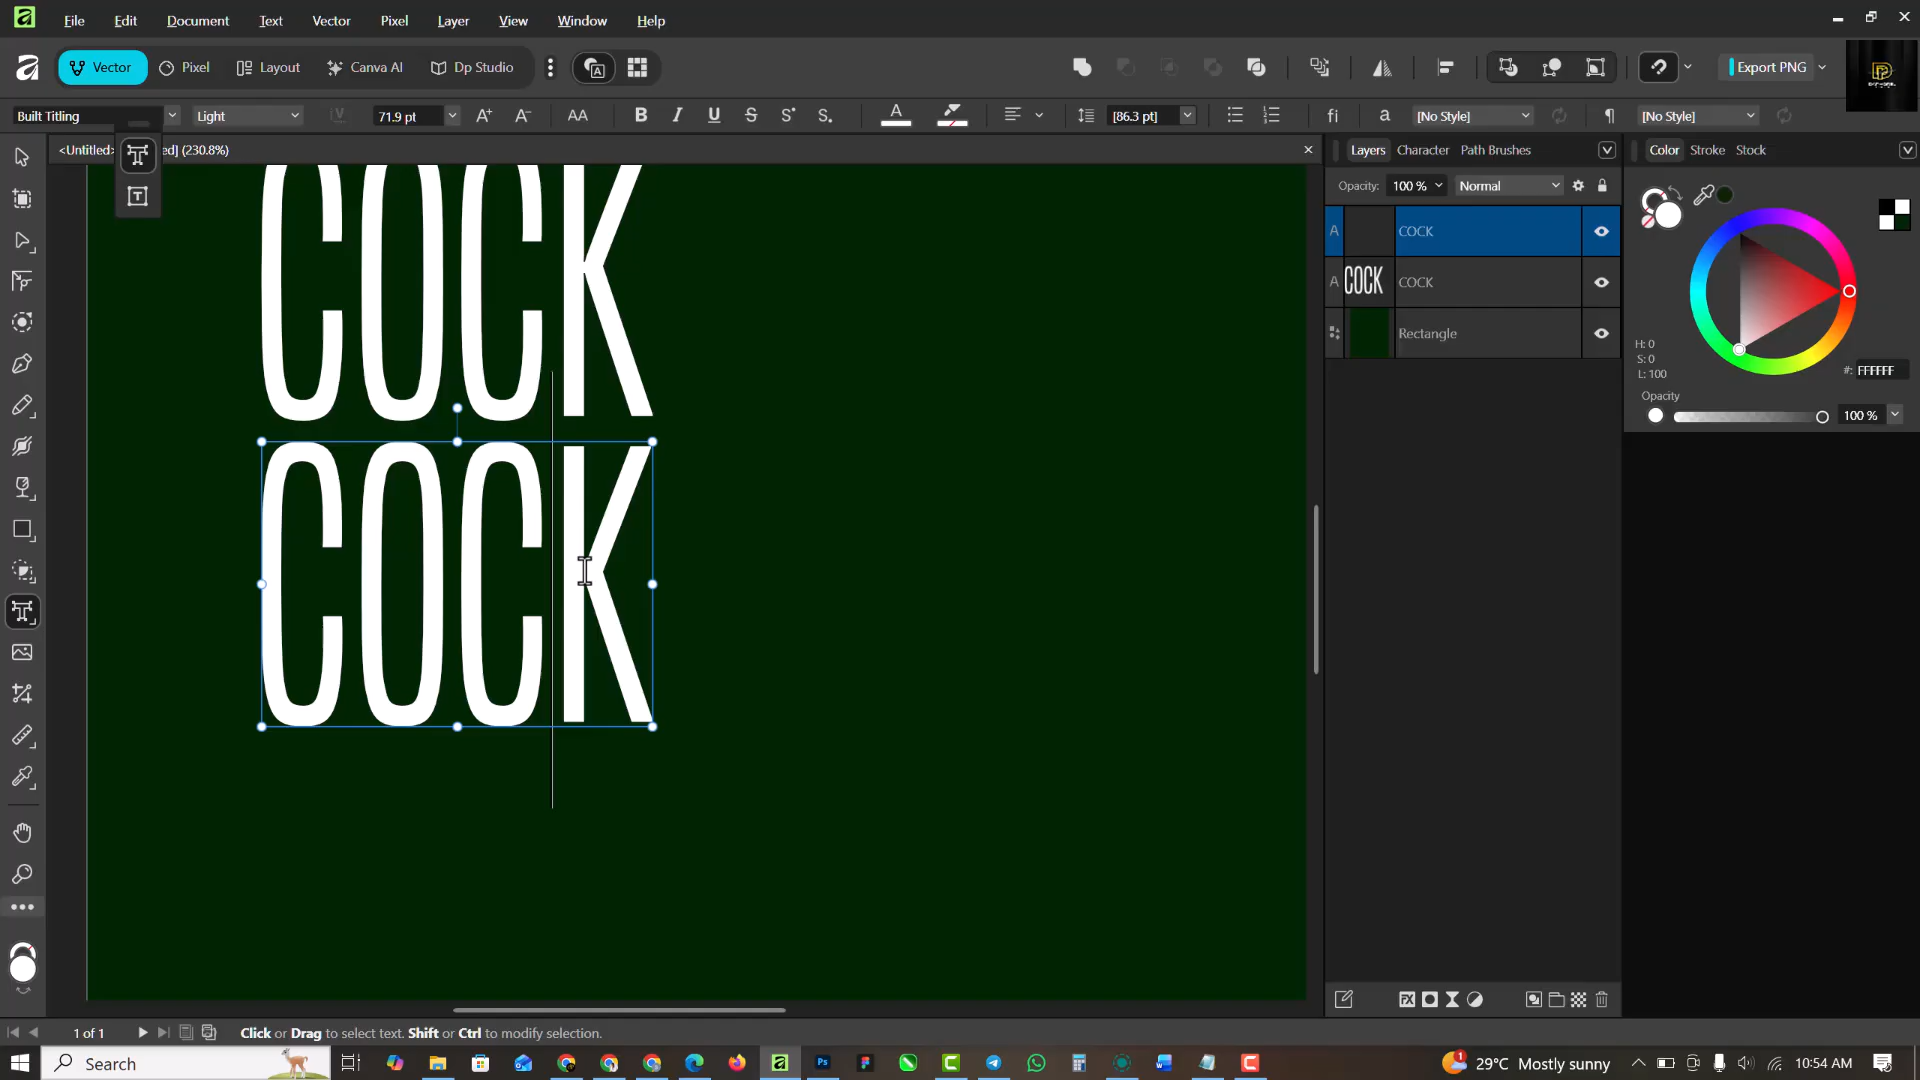 File Edit Document Text Vector Pixel Layer View Window Help
Vector Pixel Layout Canva AI Dp Studio Export PNG
Built Titling Light 71.9 pt AA B I U S [86.3 pt] fi a [No Style] [No Style]
<Untitled> ed] (230.8%)
Layers Character Path Brushes
Color Stroke Stock
Opacity: 100 % Normal
A COCK
A COCK COCK
Rectangle
H: 0
S: 0
L: 100
#: FFFFFF
Opacity
100 %
COCK
COCK
1 of 1 Click or Drag to select text. Shift or Ctrl to modify selection.
Search 29°C Mostly sunny 10:54 AM